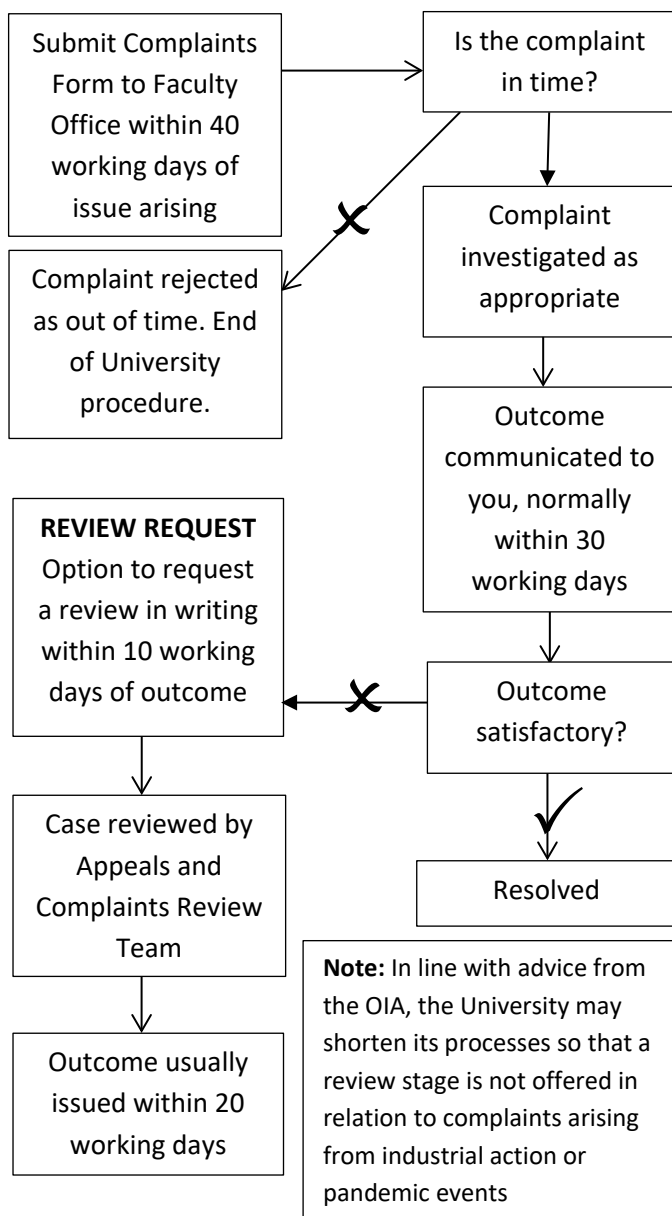 Submit Complaints
Form to Faculty
Office within 40
working days of
issue arising
Is the complaint
in time?
Complaint rejected
as out of time. End
of University
procedure.
Complaint
investigated as
appropriate
Outcome
communicated to
you, normally
within 30
working days
Outcome
satisfactory?
Resolved
REVIEW REQUEST
Option to request
a review in writing
within 10 working
days of outcome
Case reviewed by
Appeals and
Complaints Review
Team
Outcome usually
issued within 20
working days
Note: In line with advice from
the OIA, the University may
shorten its processes so that a
review stage is not offered in
relation to complaints arising
from industrial action or
pandemic events